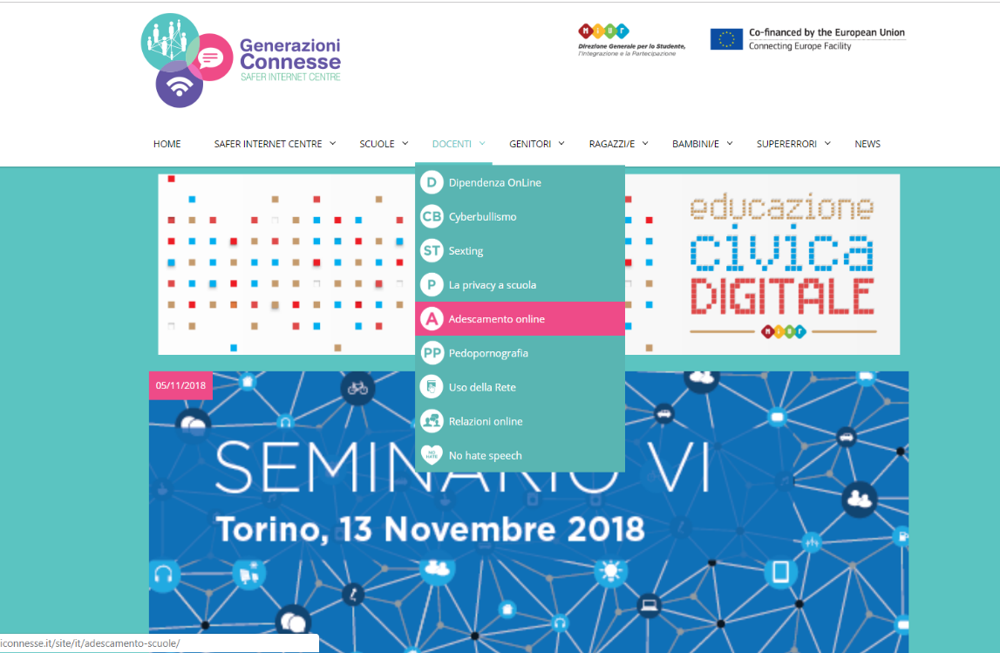 Generazioni
Connesse
SAFER INTERNET CENTRE
MIUR
Direzione Generale per lo Studente,
l'Integrazione e la Partecipazione
Co-financed by the European Union
Connecting Europe Facility
HOME
SAFER INTERNET CENTRE
SCUOLE
DOCENTI
GENITORI
RAGAZZI/E
BAMBINI/E
SUPERERRORI
NEWS
D Dipendenza OnLine
CB Cyberbullismo
ST Sexting
P La privacy a scuola
A Adescamento online
PP Pedopornografia
Uso della Rete
Relazioni online
NO HATE No hate speech
educazione
civica
DIGITALE
MIUR
05/11/2018
SEMINARIO VI
Torino, 13 Novembre 2018
iconnesse.it/site/it/adescamento-scuole/